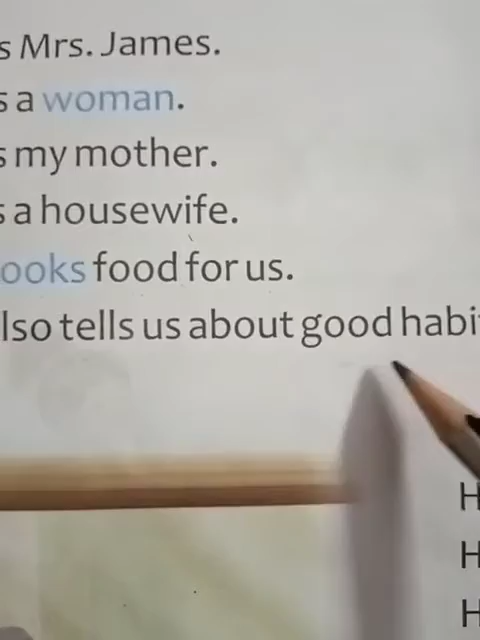 s Mrs. James.
s a woman.
s my mother.
s a housewife.
ooks food for us.
lso tells us about good habi
H
H
H